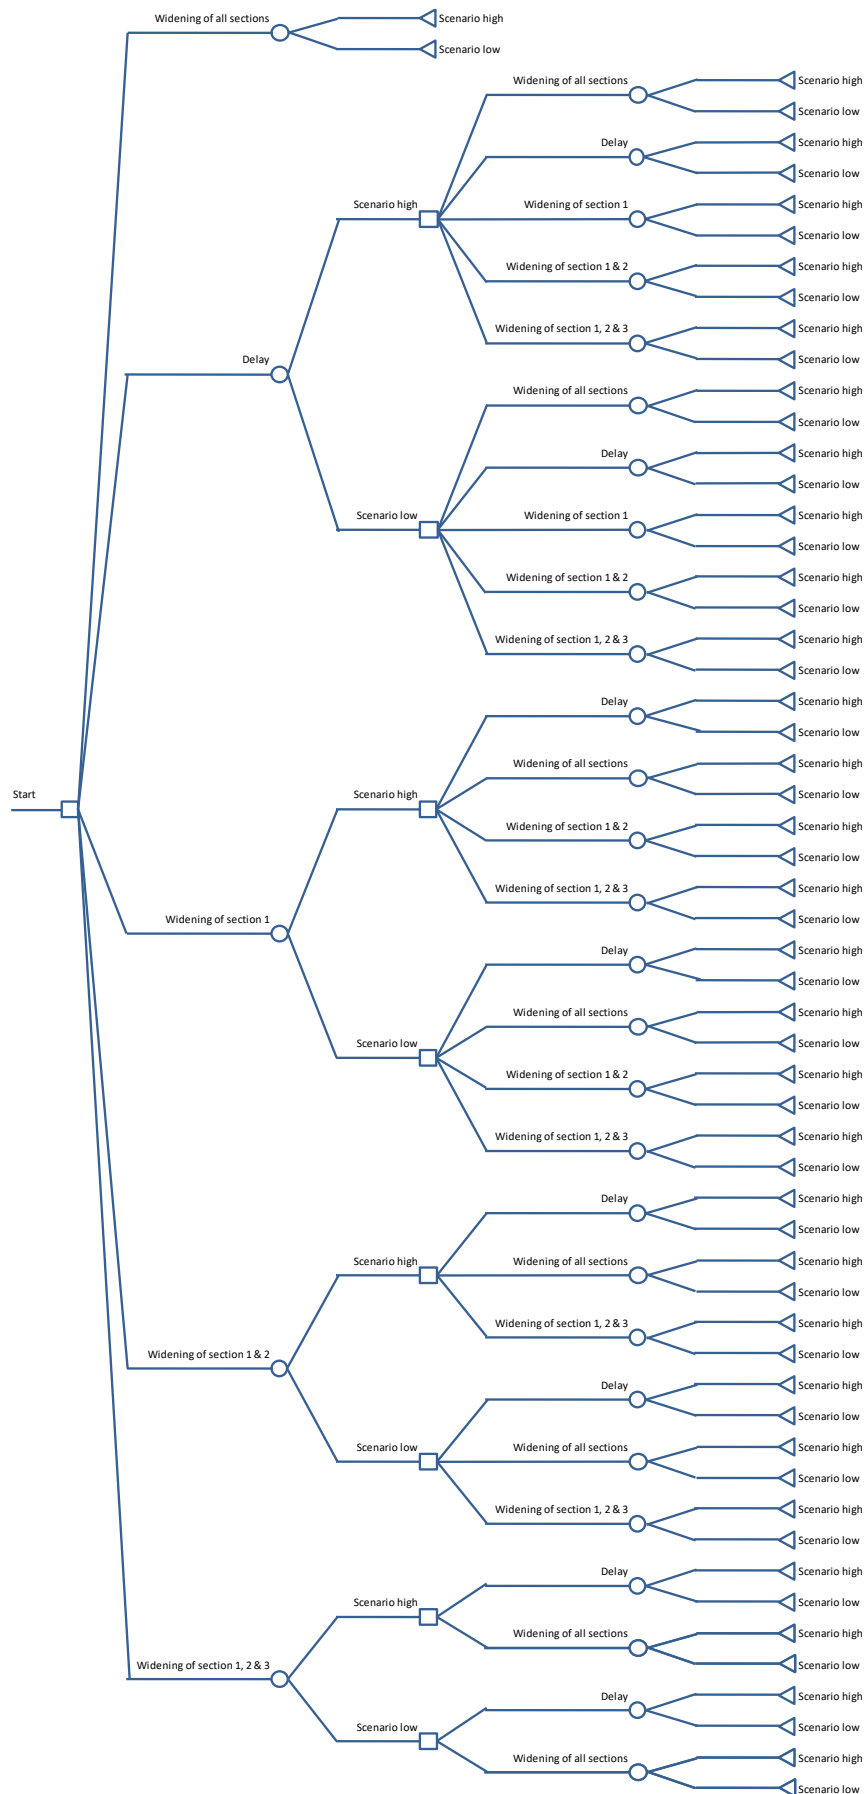 Widening of all sections
Scenario high
Scenario low
Widening of all sections
Scenario high
Scenario low
Delay
Scenario high
Scenario low
Scenario high
Widening of section 1
Scenario high
Scenario low
Widening of section 1 & 2
Scenario high
Scenario low
Widening of section 1, 2 & 3
Scenario high
Scenario low
Delay
Widening of all sections
Scenario high
Scenario low
Delay
Scenario high
Scenario low
Scenario low
Widening of section 1
Scenario high
Scenario low
Widening of section 1 & 2
Scenario high
Scenario low
Widening of section 1, 2 & 3
Scenario high
Scenario low
Start
Delay
Scenario high
Scenario low
Scenario high
Widening of all sections
Scenario high
Scenario low
Widening of section 1 & 2
Scenario high
Scenario low
Widening of section 1, 2 & 3
Scenario high
Scenario low
Widening of section 1
Delay
Scenario high
Scenario low
Scenario low
Widening of all sections
Scenario high
Scenario low
Widening of section 1 & 2
Scenario high
Scenario low
Widening of section 1, 2 & 3
Scenario high
Scenario low
Delay
Scenario high
Scenario low
Scenario high
Widening of all sections
Scenario high
Scenario low
Widening of section 1, 2 & 3
Scenario high
Scenario low
Widening of section 1 & 2
Delay
Scenario high
Scenario low
Scenario low
Widening of all sections
Scenario high
Scenario low
Widening of section 1, 2 & 3
Scenario high
Scenario low
Delay
Scenario high
Scenario low
Scenario high
Widening of all sections
Scenario high
Scenario low
Widening of section 1, 2 & 3
Delay
Scenario high
Scenario low
Scenario low
Widening of all sections
Scenario high
Scenario low